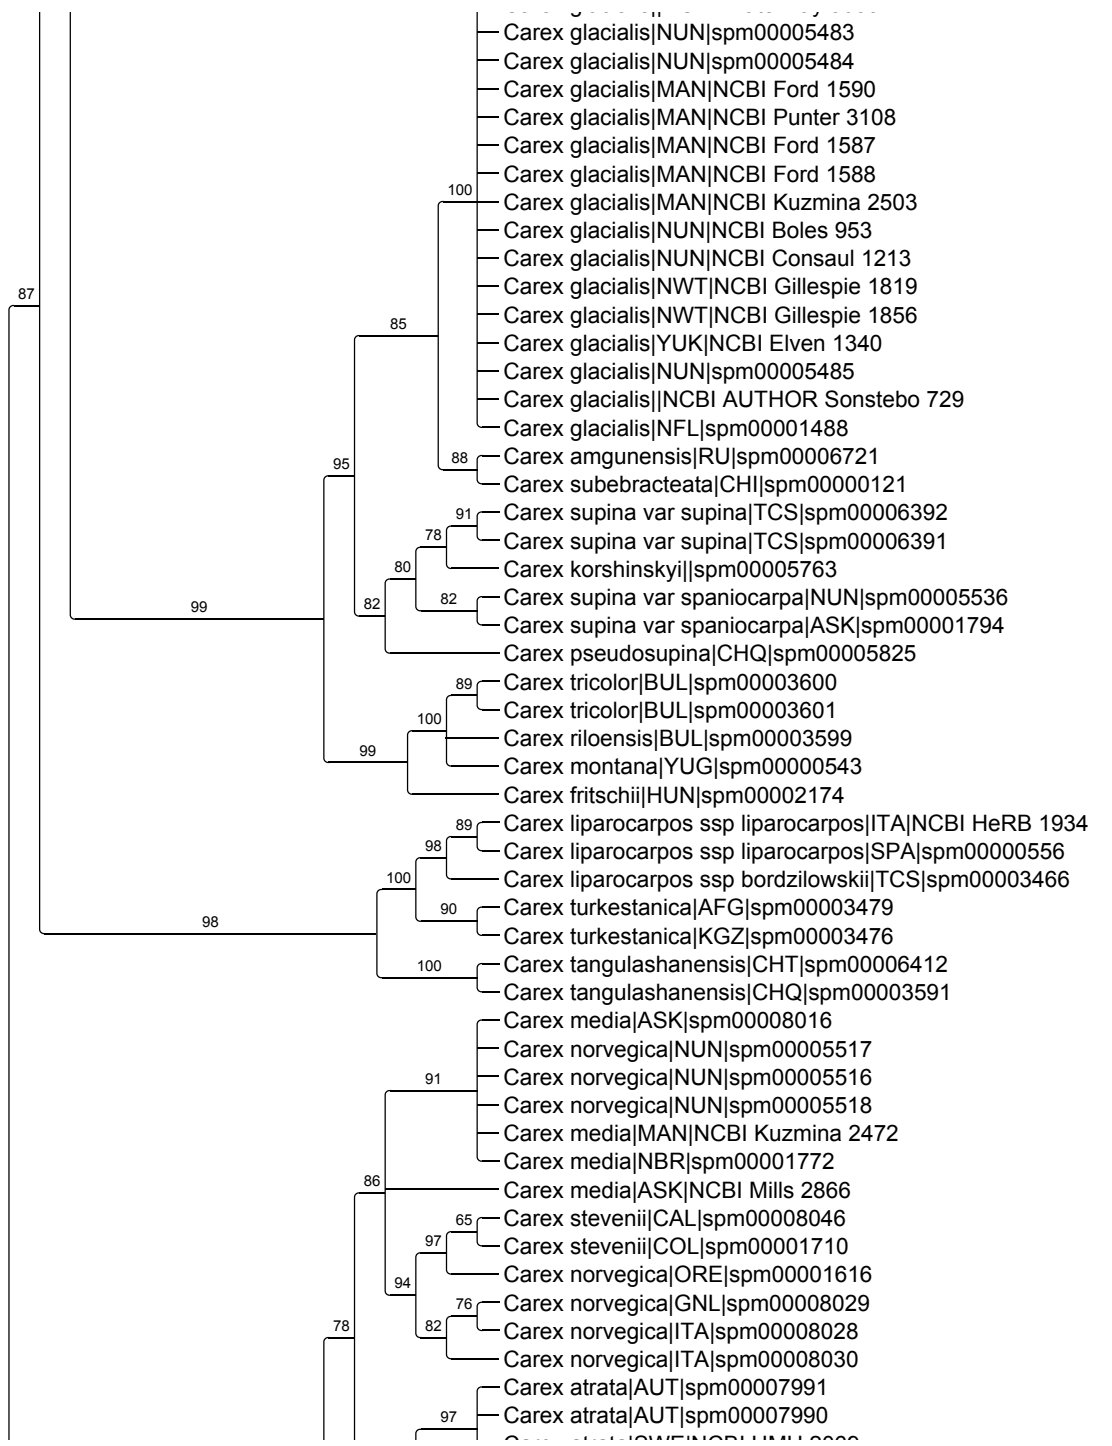 Carex glacialis|NUN|spm00005483
Carex glacialis|NUN|spm00005484
Carex glacialis|MAN|NCBI Ford 1590
Carex glacialis|MAN|NCBI Punter 3108
Carex glacialis|MAN|NCBI Ford 1587
Carex glacialis|MAN|NCBI Ford 1588
100
Carex glacialis|MAN|NCBI Kuzmina 2503
Carex glacialis|NUN|NCBI Boles 953
Carex glacialis|NUN|NCBI Consaul 1213
87
Carex glacialis|NWT|NCBI Gillespie 1819
Carex glacialis|NWT|NCBI Gillespie 1856
85
Carex glacialis|YUK|NCBI Elven 1340
Carex glacialis|NUN|spm00005485
Carex glacialis||NCBI AUTHOR Sonstebo 729
Carex glacialis|NFL|spm00001488
95
88
Carex amgunensis|RU|spm00006721
Carex subebracteata|CHI|spm00000121
91
Carex supina var supina|TCS|spm00006392
78
Carex supina var supina|TCS|spm00006391
80
Carex korshinskyi||spm00005763
99
82
82
Carex supina var spaniocarpa|NUN|spm00005536
Carex supina var spaniocarpa|ASK|spm00001794
Carex pseudosupina|CHQ|spm00005825
89
Carex tricolor|BUL|spm00003600
Carex tricolor|BUL|spm00003601
100
Carex riloensis|BUL|spm00003599
99
Carex montana|YUG|spm00000543
Carex fritschii|HUN|spm00002174
89
Carex liparocarpos ssp liparocarpos|ITA|NCBI HeRB 1934
98
Carex liparocarpos ssp liparocarpos|SPA|spm00000556
100
Carex liparocarpos ssp bordzilowskii|TCS|spm00003466
90
Carex turkestanica|AFG|spm00003479
98
Carex turkestanica|KGZ|spm00003476
100
Carex tangulashanensis|CHT|spm00006412
Carex tangulashanensis|CHQ|spm00003591
Carex media|ASK|spm00008016
Carex norvegica|NUN|spm00005517
91
Carex norvegica|NUN|spm00005516
Carex norvegica|NUN|spm00005518
Carex media|MAN|NCBI Kuzmina 2472
Carex media|NBR|spm00001772
86
Carex media|ASK|NCBI Mills 2866
65
Carex stevenii|CAL|spm00008046
97
Carex stevenii|COL|spm00001710
94
Carex norvegica|ORE|spm00001616
76
Carex norvegica|GNL|spm00008029
78
82
Carex norvegica|ITA|spm00008028
Carex norvegica|ITA|spm00008030
Carex atrata|AUT|spm00007991
97
Carex atrata|AUT|spm00007990